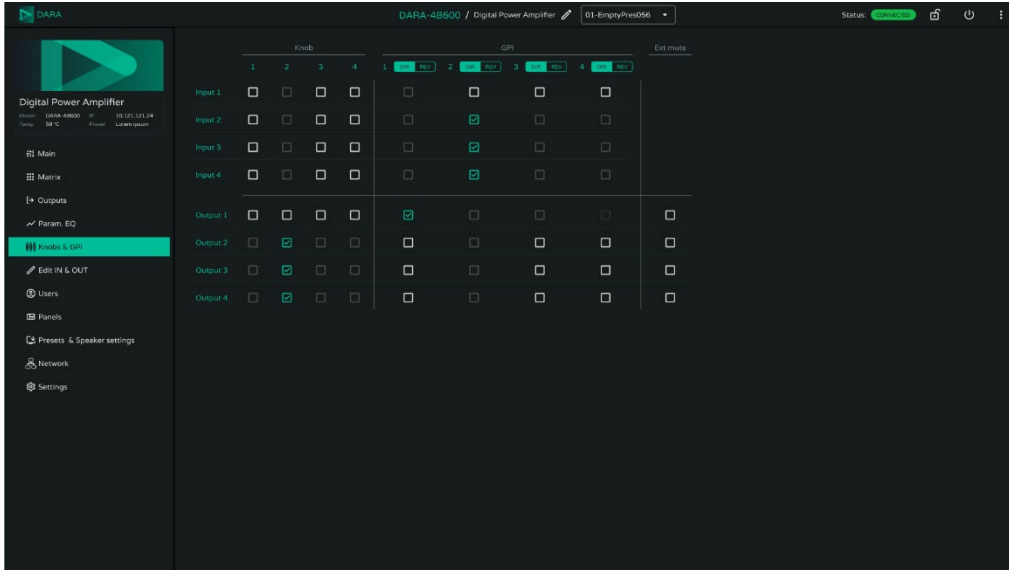 DARA
DARA-4B600 / Digital Power Amplifier 01-EmptyPres056
Status: CONNECTED
Digital Power Amplifier
Model DARA-4B600 IP 10.121.121.24
Temp 58 °C Preset Lorem ipsum
Main
Matrix
Outputs
Param. EQ
Knobs & GPI
Edit IN & OUT
Users
Panels
Presets & Speaker settings
Network
Settings
Knob GPI Ext mute
1 2 3 4 1 DIR REV 2 DIR REV 3 DIR REV 4 DIR REV
Input 1
Input 2
Input 3
Input 4
Output 1
Output 2
Output 3
Output 4